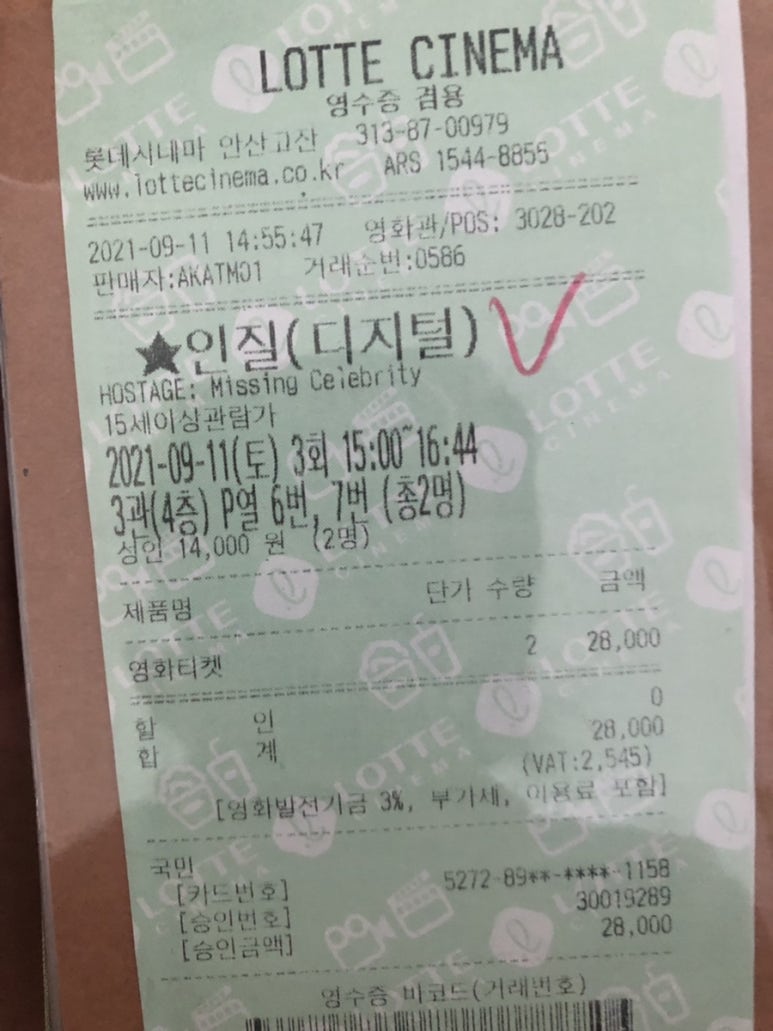 LOTTE CINEMA
영수증 겸용
롯데시네마 안산고산 313-87-00979
www.lottecinema.co.kr ARS 1544-8855
2021-09-11 14:55:47 영화관/POS: 3028-202
판매자:AKATM01 거래순번:0586
★인질(디지털)
HOSTAGE: Missing Celebrity
15세이상관람가
2021-09-11(토) 3회 15:00~16:44
3관(4층) P열 6번, 7번 (총2명)
성인 14,000 원 (2명)
제품명 단가 수량 금액
영화티켓 2 28,000
할 인 0
합 계 28,000
(VAT:2,545)
[영화발전기금 3%, 부가세, 이용료 포함]
국민
[카드번호] 5272-89**-****-1158
[승인번호] 30019289
[승인금액] 28,000
영수증 바코드(거래번호)